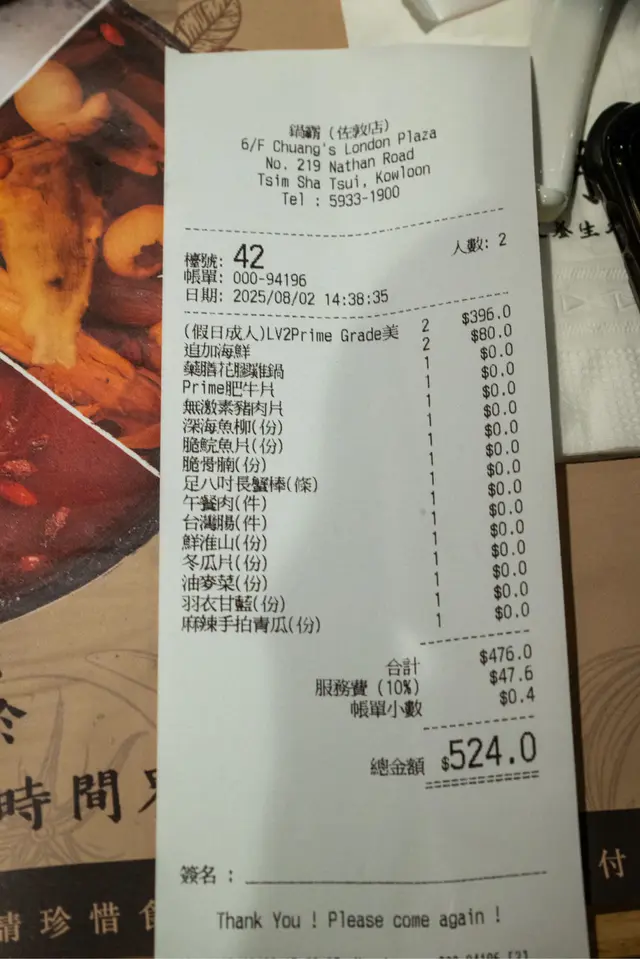 鍋霸 (佐敦店)
6/F Chuang's London Plaza
No. 219 Nathan Road
Tsim Sha Tsui, Kowloon
Tel : 5933-1900
檯號: 42 人數: 2
帳單: 000-94196
日期: 2025/08/02 14:38:35
(假日成人)LV2Prime Grade美 2 $396.0
追加海鮮 2 $80.0
藥膳花膠雞鍋 1 $0.0
Prime肥牛片 1 $0.0
無激素豬肉片 1 $0.0
深海魚柳(份) 1 $0.0
脆鯇魚片(份) 1 $0.0
脆骨腩(份) 1 $0.0
足八吋長蟹棒(條) 1 $0.0
午餐肉(件) 1 $0.0
台灣腸(件) 1 $0.0
鮮淮山(份) 1 $0.0
冬瓜片(份) 1 $0.0
油麥菜(份) 1 $0.0
羽衣甘藍(份) 1 $0.0
麻辣手拍青瓜(份) 1 $0.0
合計 $476.0
服務費 (10%) $47.6
帳單小數 $0.4
總金額 $524.0
簽名 :
Thank You ! Please come again !
養生
於
時間
請珍惜食
付